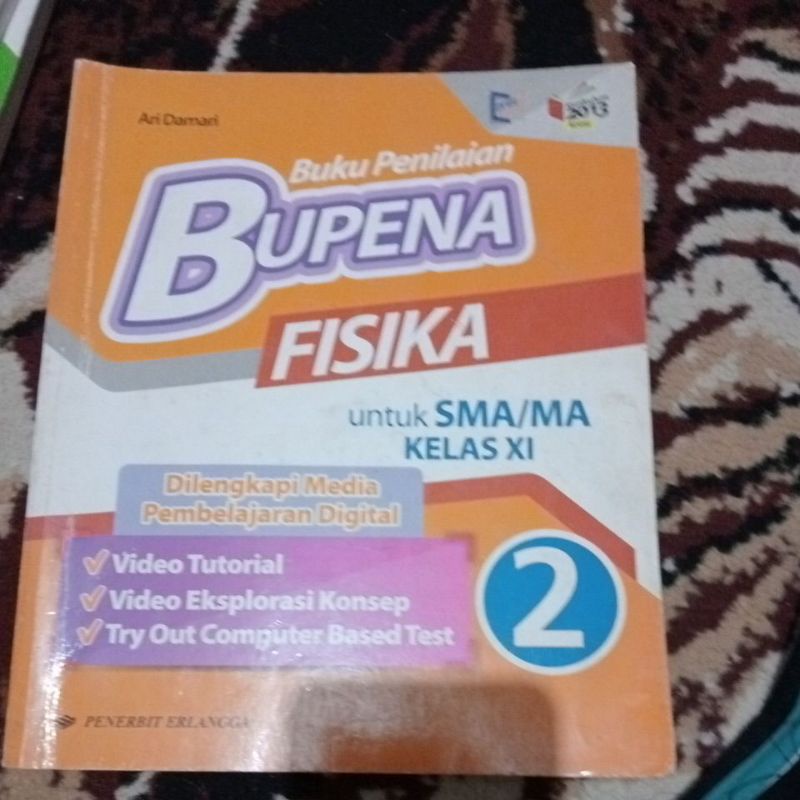 Ari Damari
2013
Buku Penilaian
BUPENA
FISIKA
untuk SMA/MA
KELAS XI
Dilengkapi Media
Pembelajaran Digital
Video Tutorial
Video Eksplorasi Konsep
Try Out Computer Based Test
2
PENERBIT ERLANGGA